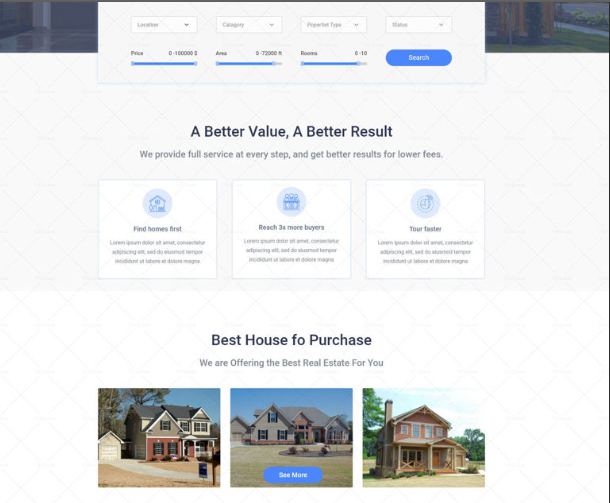 Location Category Propertist Type Status
Price 0 -100000 $ Area 0 -72000 ft Rooms 0 -10 Search
A Better Value, A Better Result
We provide full service at every step, and get better results for lower fees.
Find homes first
Lorem ipsum dolor sit amet, consectetur
adipiscing elit, sed do eiusmod tempor
incididunt ut labore et dolore magna
Reach 3x more buyers
Lorem ipsum dolor sit amet, consectetur
adipiscing elit, sed do eiusmod tempor
incididunt ut labore et dolore magna
Tour faster
Lorem ipsum dolor sit amet, consectetur
adipiscing elit, sed do eiusmod tempor
incididunt ut labore et dolore magna
Best House fo Purchase
We are Offering the Best Real Estate For You
See More